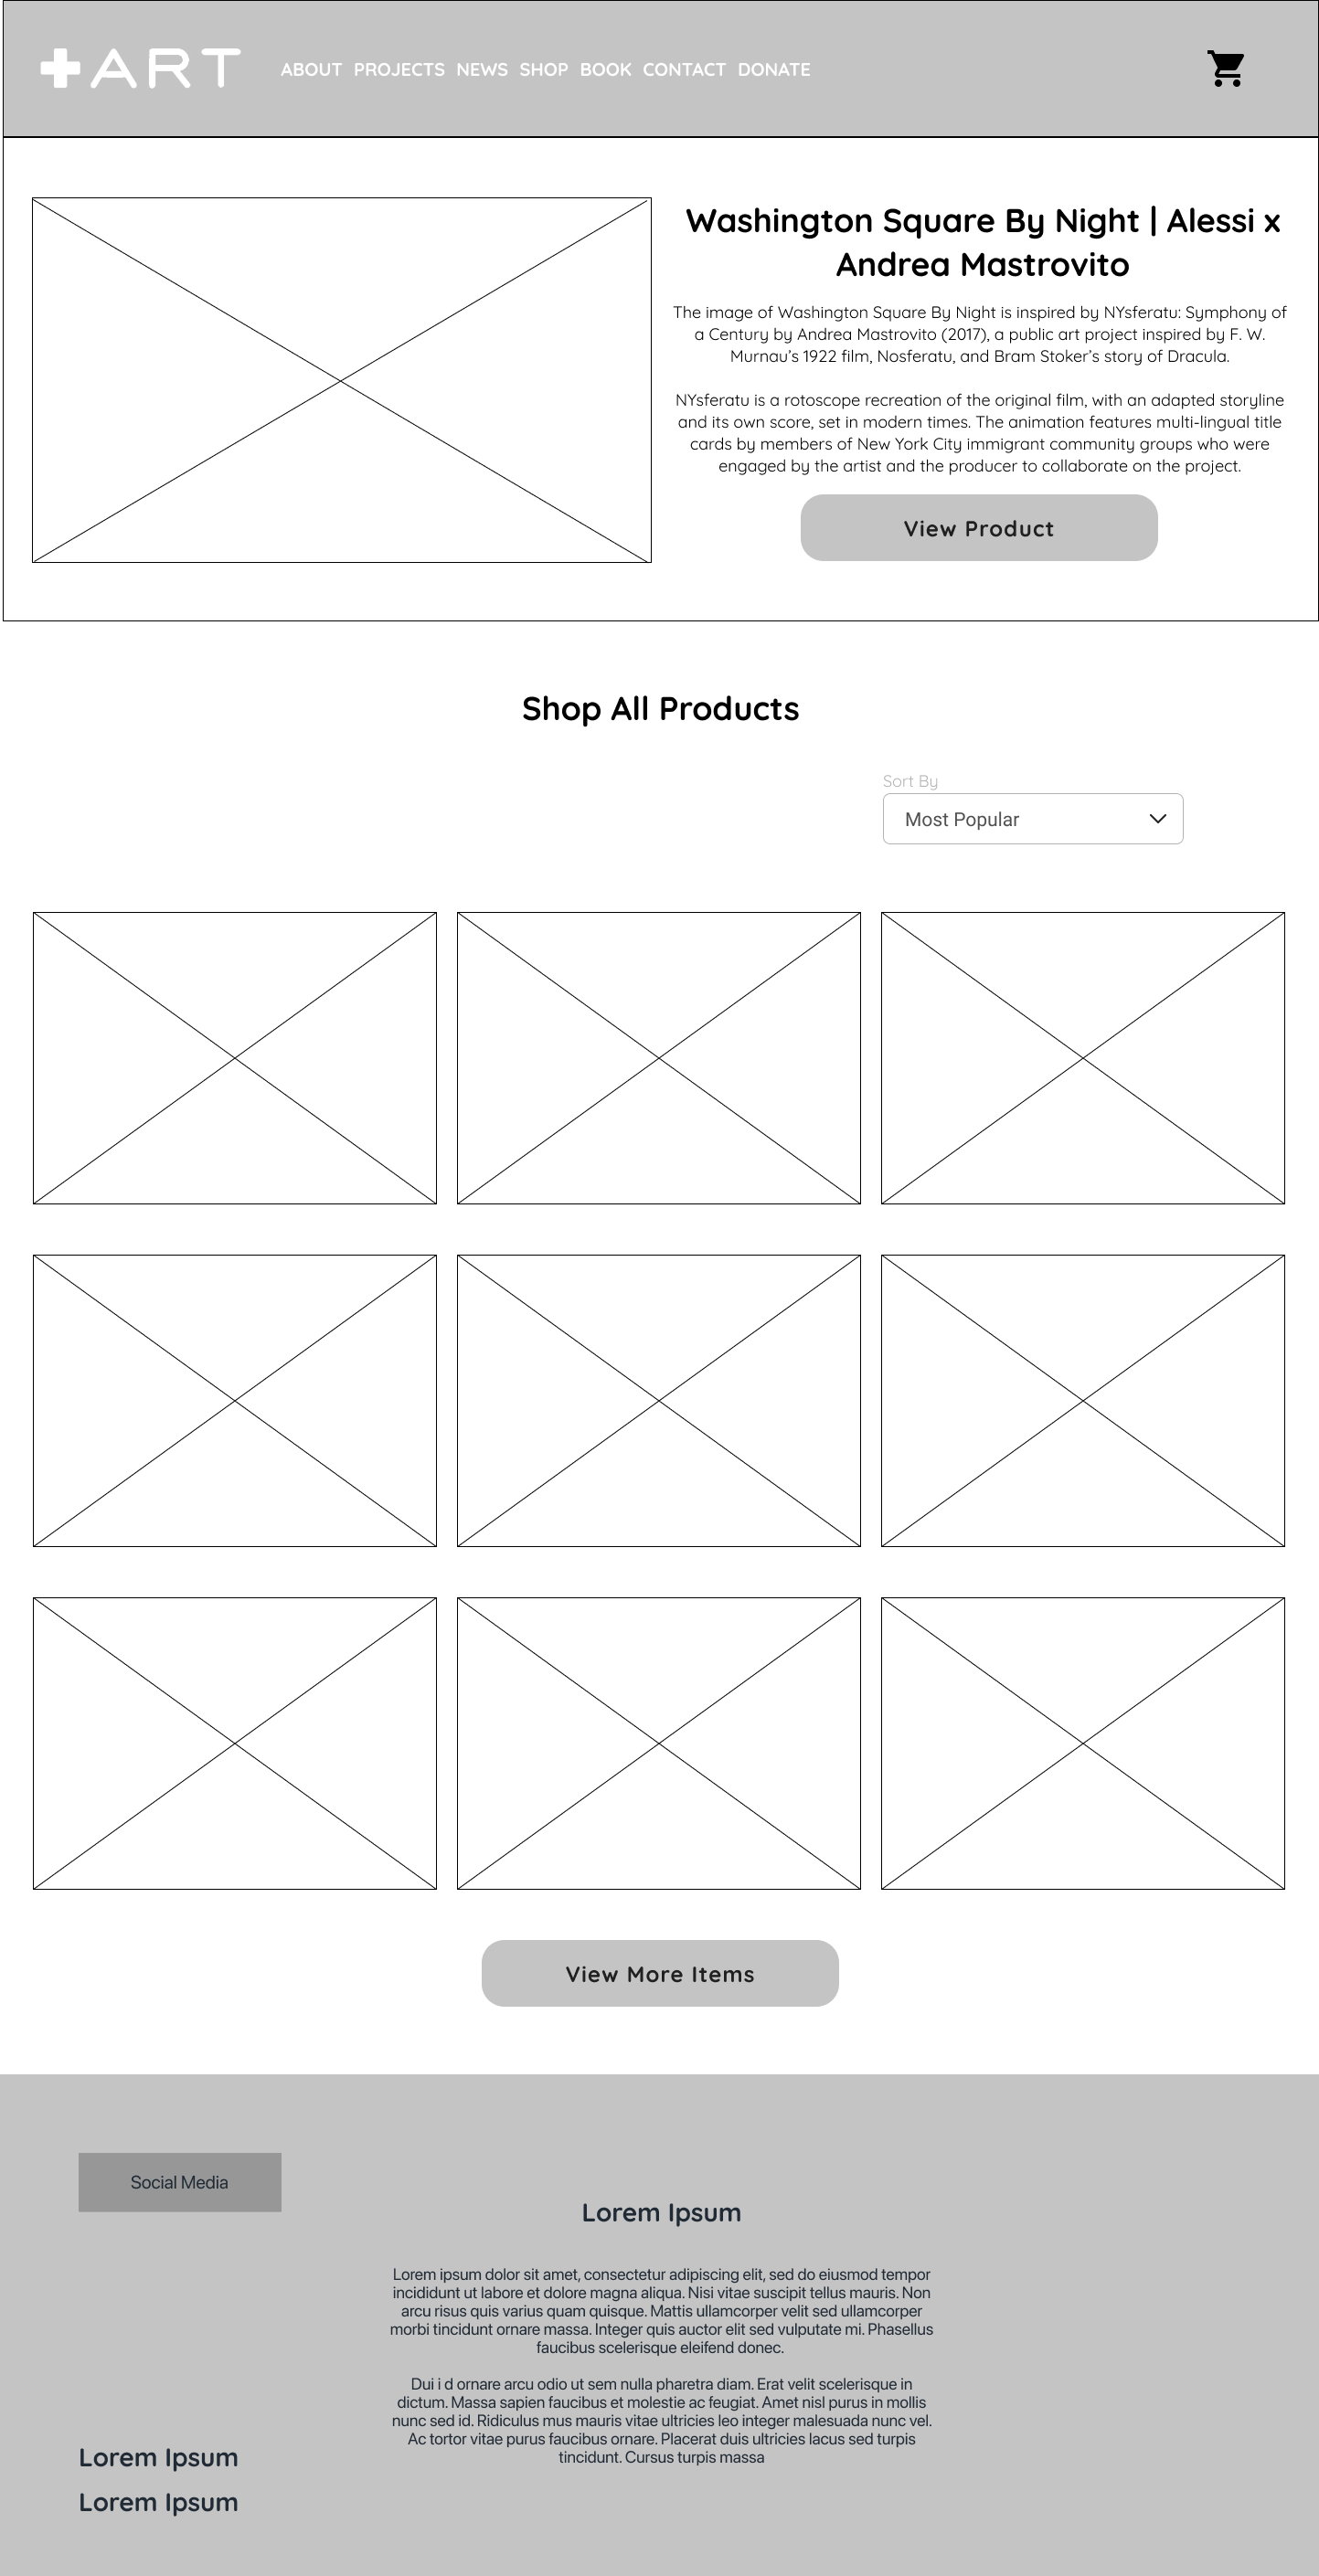 ART
ABOUT PROJECTS NEWS SHOP BOOK CONTACT DONATE
Washington Square By Night | Alessi x
Andrea Mastrovito
The image of Washington Square By Night is inspired by NYsferatu: Symphony of
a Century by Andrea Mastrovito (2017), a public art project inspired by F. W.
Murnau’s 1922 film, Nosferatu, and Bram Stoker’s story of Dracula.
NYsferatu is a rotoscope recreation of the original film, with an adapted storyline
and its own score, set in modern times. The animation features multi-lingual title
cards by members of New York City immigrant community groups who were
engaged by the artist and the producer to collaborate on the project.
View Product
Shop All Products
Sort By
Most Popular
View More Items
Social Media
Lorem Ipsum
Lorem ipsum dolor sit amet, consectetur adipiscing elit, sed do eiusmod tempor
incididunt ut labore et dolore magna aliqua. Nisi vitae suscipit tellus mauris. Non
arcu risus quis varius quam quisque. Mattis ullamcorper velit sed ullamcorper
morbi tincidunt ornare massa. Integer quis auctor elit sed vulputate mi. Phasellus
faucibus scelerisque eleifend donec.
Dui i d ornare arcu odio ut sem nulla pharetra diam. Erat velit scelerisque in
dictum. Massa sapien faucibus et molestie ac feugiat. Amet nisl purus in mollis
nunc sed id. Ridiculus mus mauris vitae ultricies leo integer malesuada nunc vel.
Ac tortor vitae purus faucibus ornare. Placerat duis ultricies lacus sed turpis
tincidunt. Cursus turpis massa
Lorem Ipsum
Lorem Ipsum